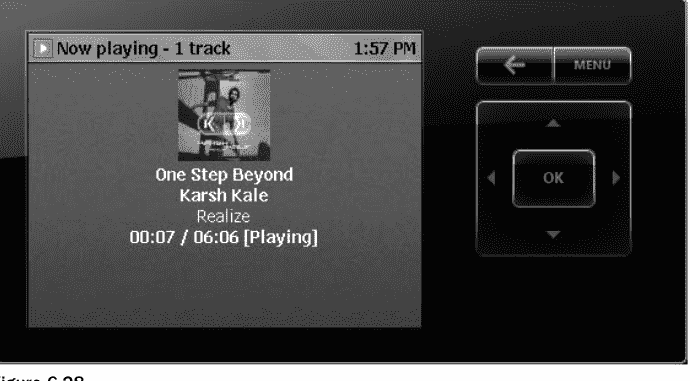 Now playing - 1 track 1:57 PM
One Step Beyond
Karsh Kale
Realize
00:07 / 06:06 [Playing]
MENU
OK